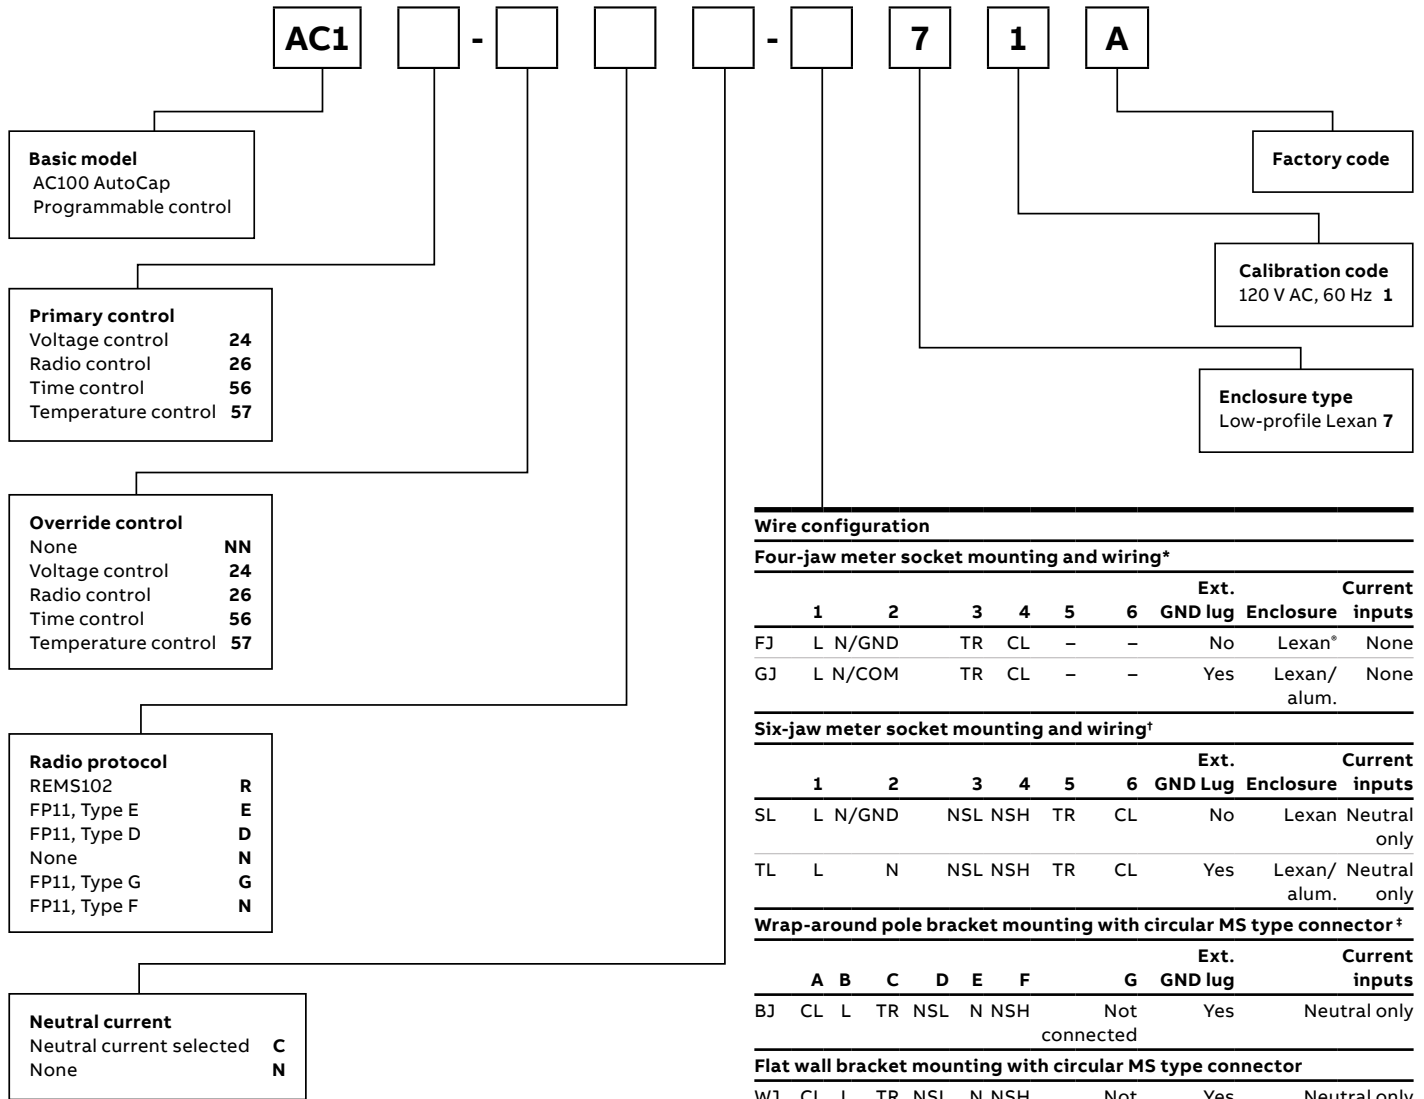 AC1 - - 7 1 A
Basic model
AC100 AutoCap
Programmable control
Primary control
Voltage control 24
Radio control 26
Time control 56
Temperature control 57
Override control
None NN
Voltage control 24
Radio control 26
Time control 56
Temperature control 57
Radio protocol
REMS102 R
FP11, Type E E
FP11, Type D D
None N
FP11, Type G G
FP11, Type F N
Neutral current
Neutral current selected C
None N
Factory code
Calibration code
120 V AC, 60 Hz 1
Enclosure type
Low-profile Lexan 7
Wire configuration
Four-jaw meter socket mounting and wiring*
Ext. Current
1 2 3 4 5 6 GND lug Enclosure inputs
FJ L N/GND TR CL – – No Lexan® None
GJ L N/COM TR CL – – Yes Lexan/ None
alum.
Six-jaw meter socket mounting and wiring†
Ext. Current
1 2 3 4 5 6 GND Lug Enclosure inputs
SL L N/GND NSL NSH TR CL No Lexan Neutral
only
TL L N NSL NSH TR CL Yes Lexan/ Neutral
alum. only
Wrap-around pole bracket mounting with circular MS type connector ‡
Ext. Current
A B C D E F G GND lug inputs
BJ CL L TR NSL N NSH Not Yes Neutral only
connected
Flat wall bracket mounting with circular MS type connector
WJ CL L TR NSL N NSH Not Yes Neutral only